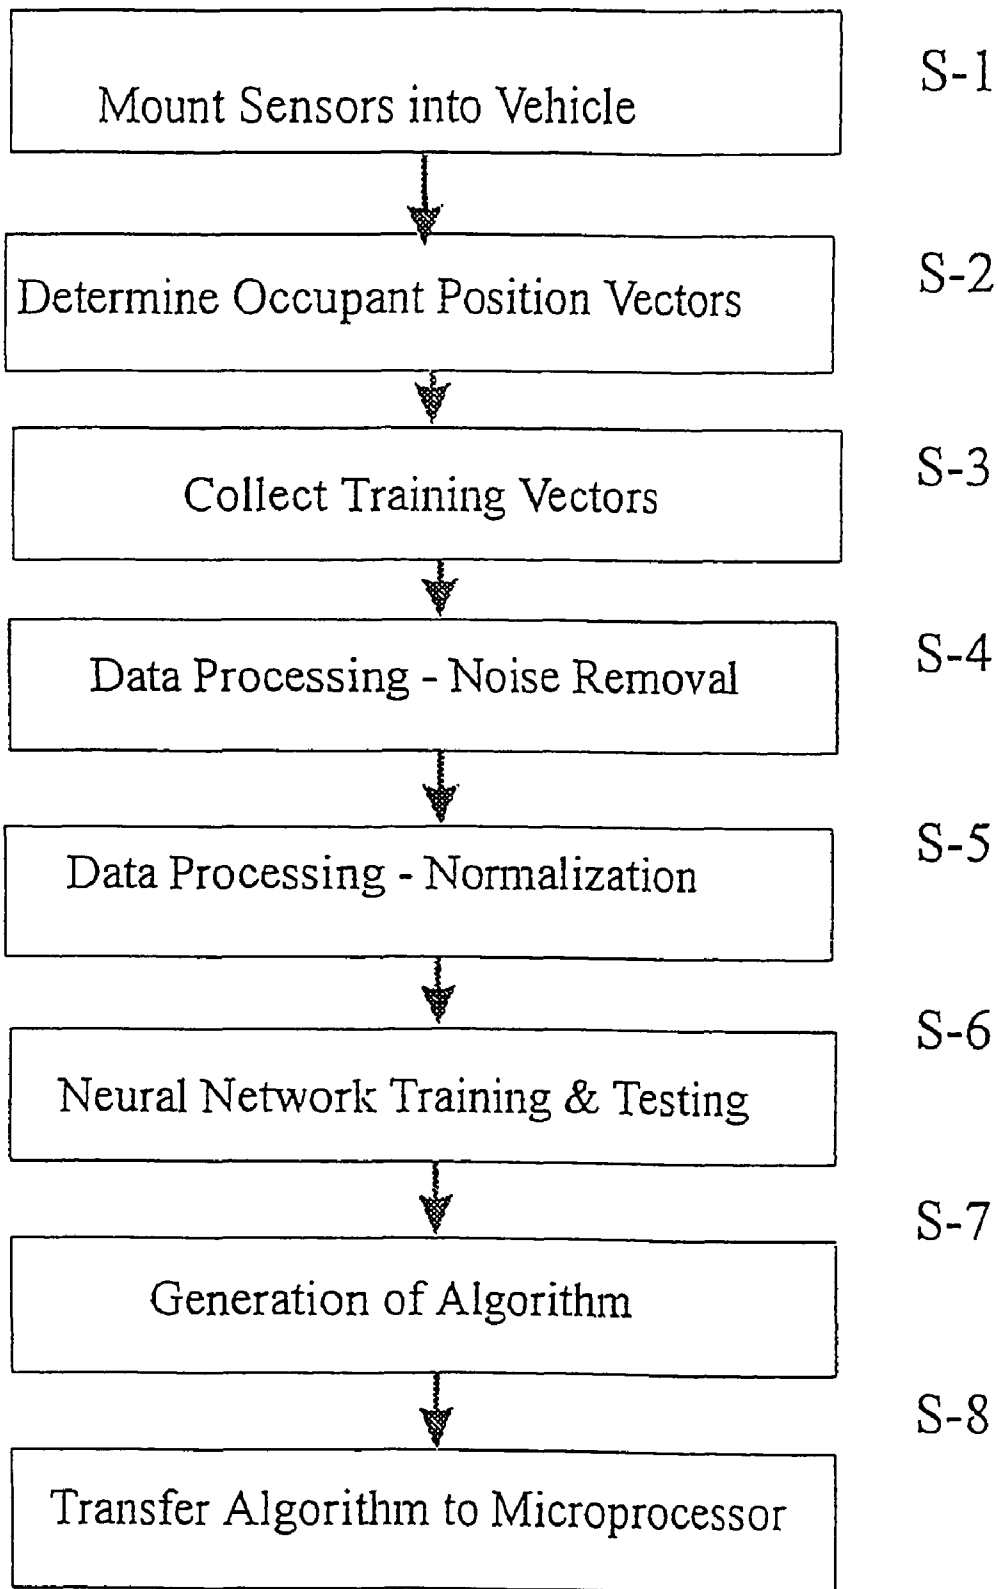 S-1
Mount Sensors into Vehicle
S-2
Determine Occupant Position Vectors
S-3
Collect Training Vectors
S-4
Data Processing - Noise Removal
S-5
Data Processing - Normalization
S-6
Neural Network Training & Testing
S-7
Generation of Algorithm
S-8
Transfer Algorithm to Microprocessor